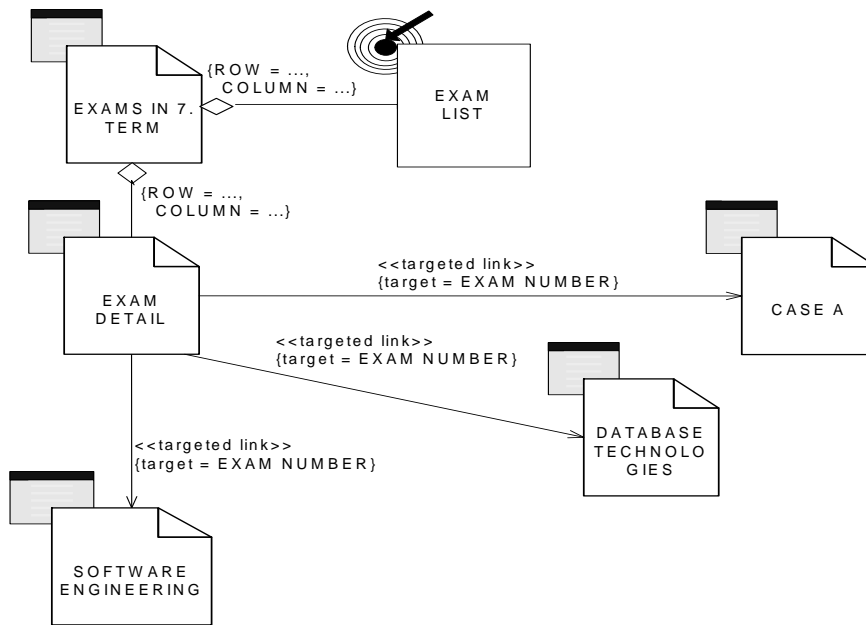 {ROW = ...,
COLUMN = ...}
EXAMS IN 7.
TERM
EXAM
LIST
{ROW = ...,
COLUMN = ...}
EXAM
DETAIL
<<targeted link>>
{target = EXAM NUMBER}
CASE A
<<targeted link>>
{target = EXAM NUMBER}
DATABASE
TECHNOLO
GIES
<<targeted link>>
{target = EXAM NUMBER}
SOFTWARE
ENGINEERING